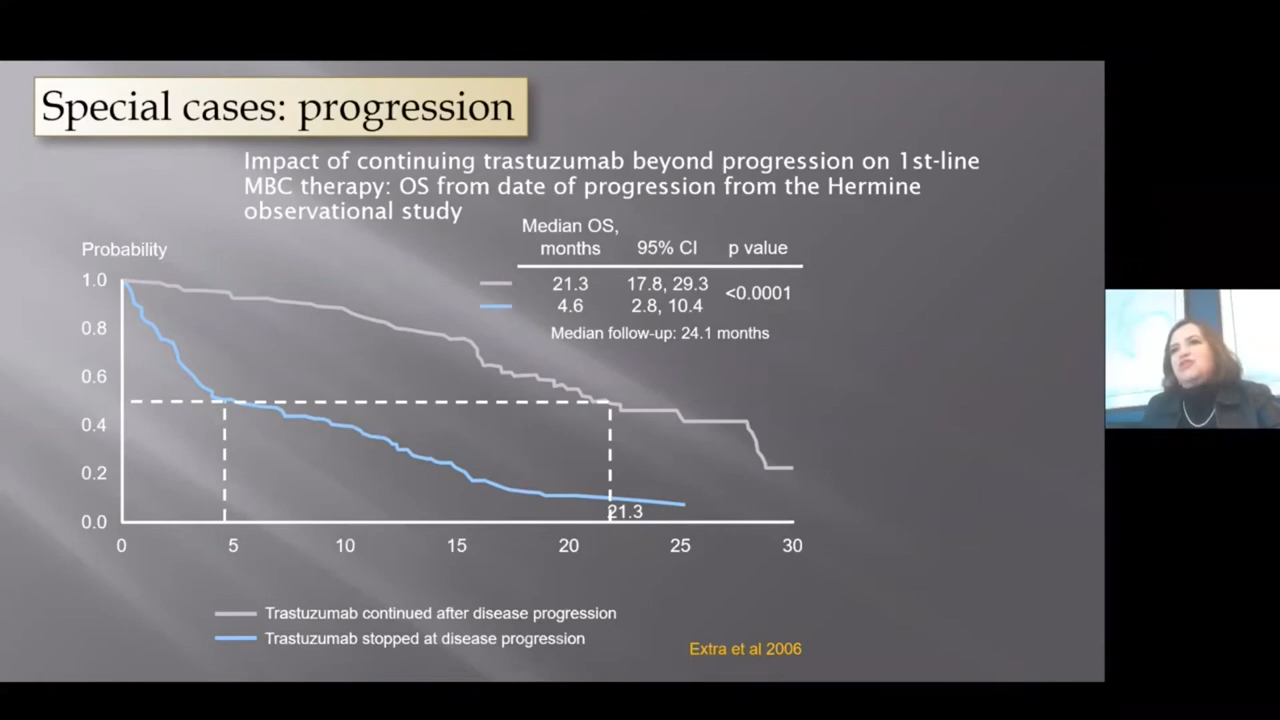 Special cases: progression
Impact of continuing trastuzumab beyond progression on 1st-line
MBC therapy: OS from date of progression from the Hermine
observational study
Median OS,
months 95% CI p value
21.3 17.8, 29.3
<0.0001
4.6 2.8, 10.4
Median follow-up: 24.1 months
Probability
1.0
0.8
0.6
0.4
0.2
0.0
21.3
0 5 10 15 20 25 30
Trastuzumab continued after disease progression
Trastuzumab stopped at disease progression
Extra et al 2006